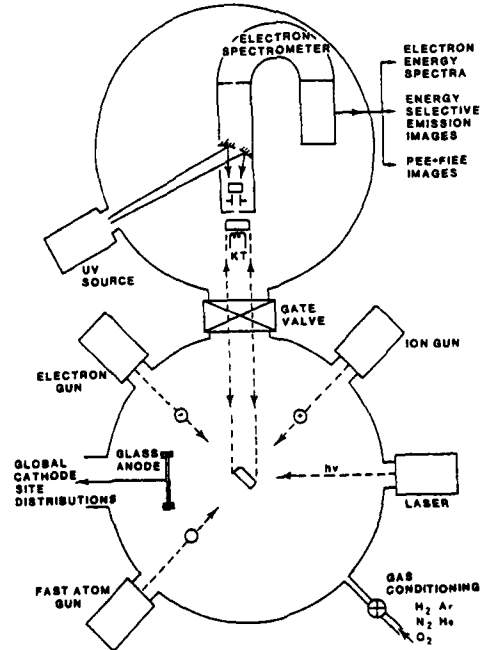 ELECTRON
SPECTROMETER
ELECTRON
ENERGY
SPECTRA
ENERGY
SELECTIVE
EMISSION
IMAGES
PEE+FIEE
IMAGES
UV
SOURCE
KT
GATE
VALVE
ELECTRON
GUN
ION GUN
-
+
GLASS
ANODE
GLOBAL
CATHODE
SITE
DISTRIBUTIONS
hν
LASER
FAST ATOM
GUN
GAS
CONDITIONING
H2 Ar
N2 He
O2